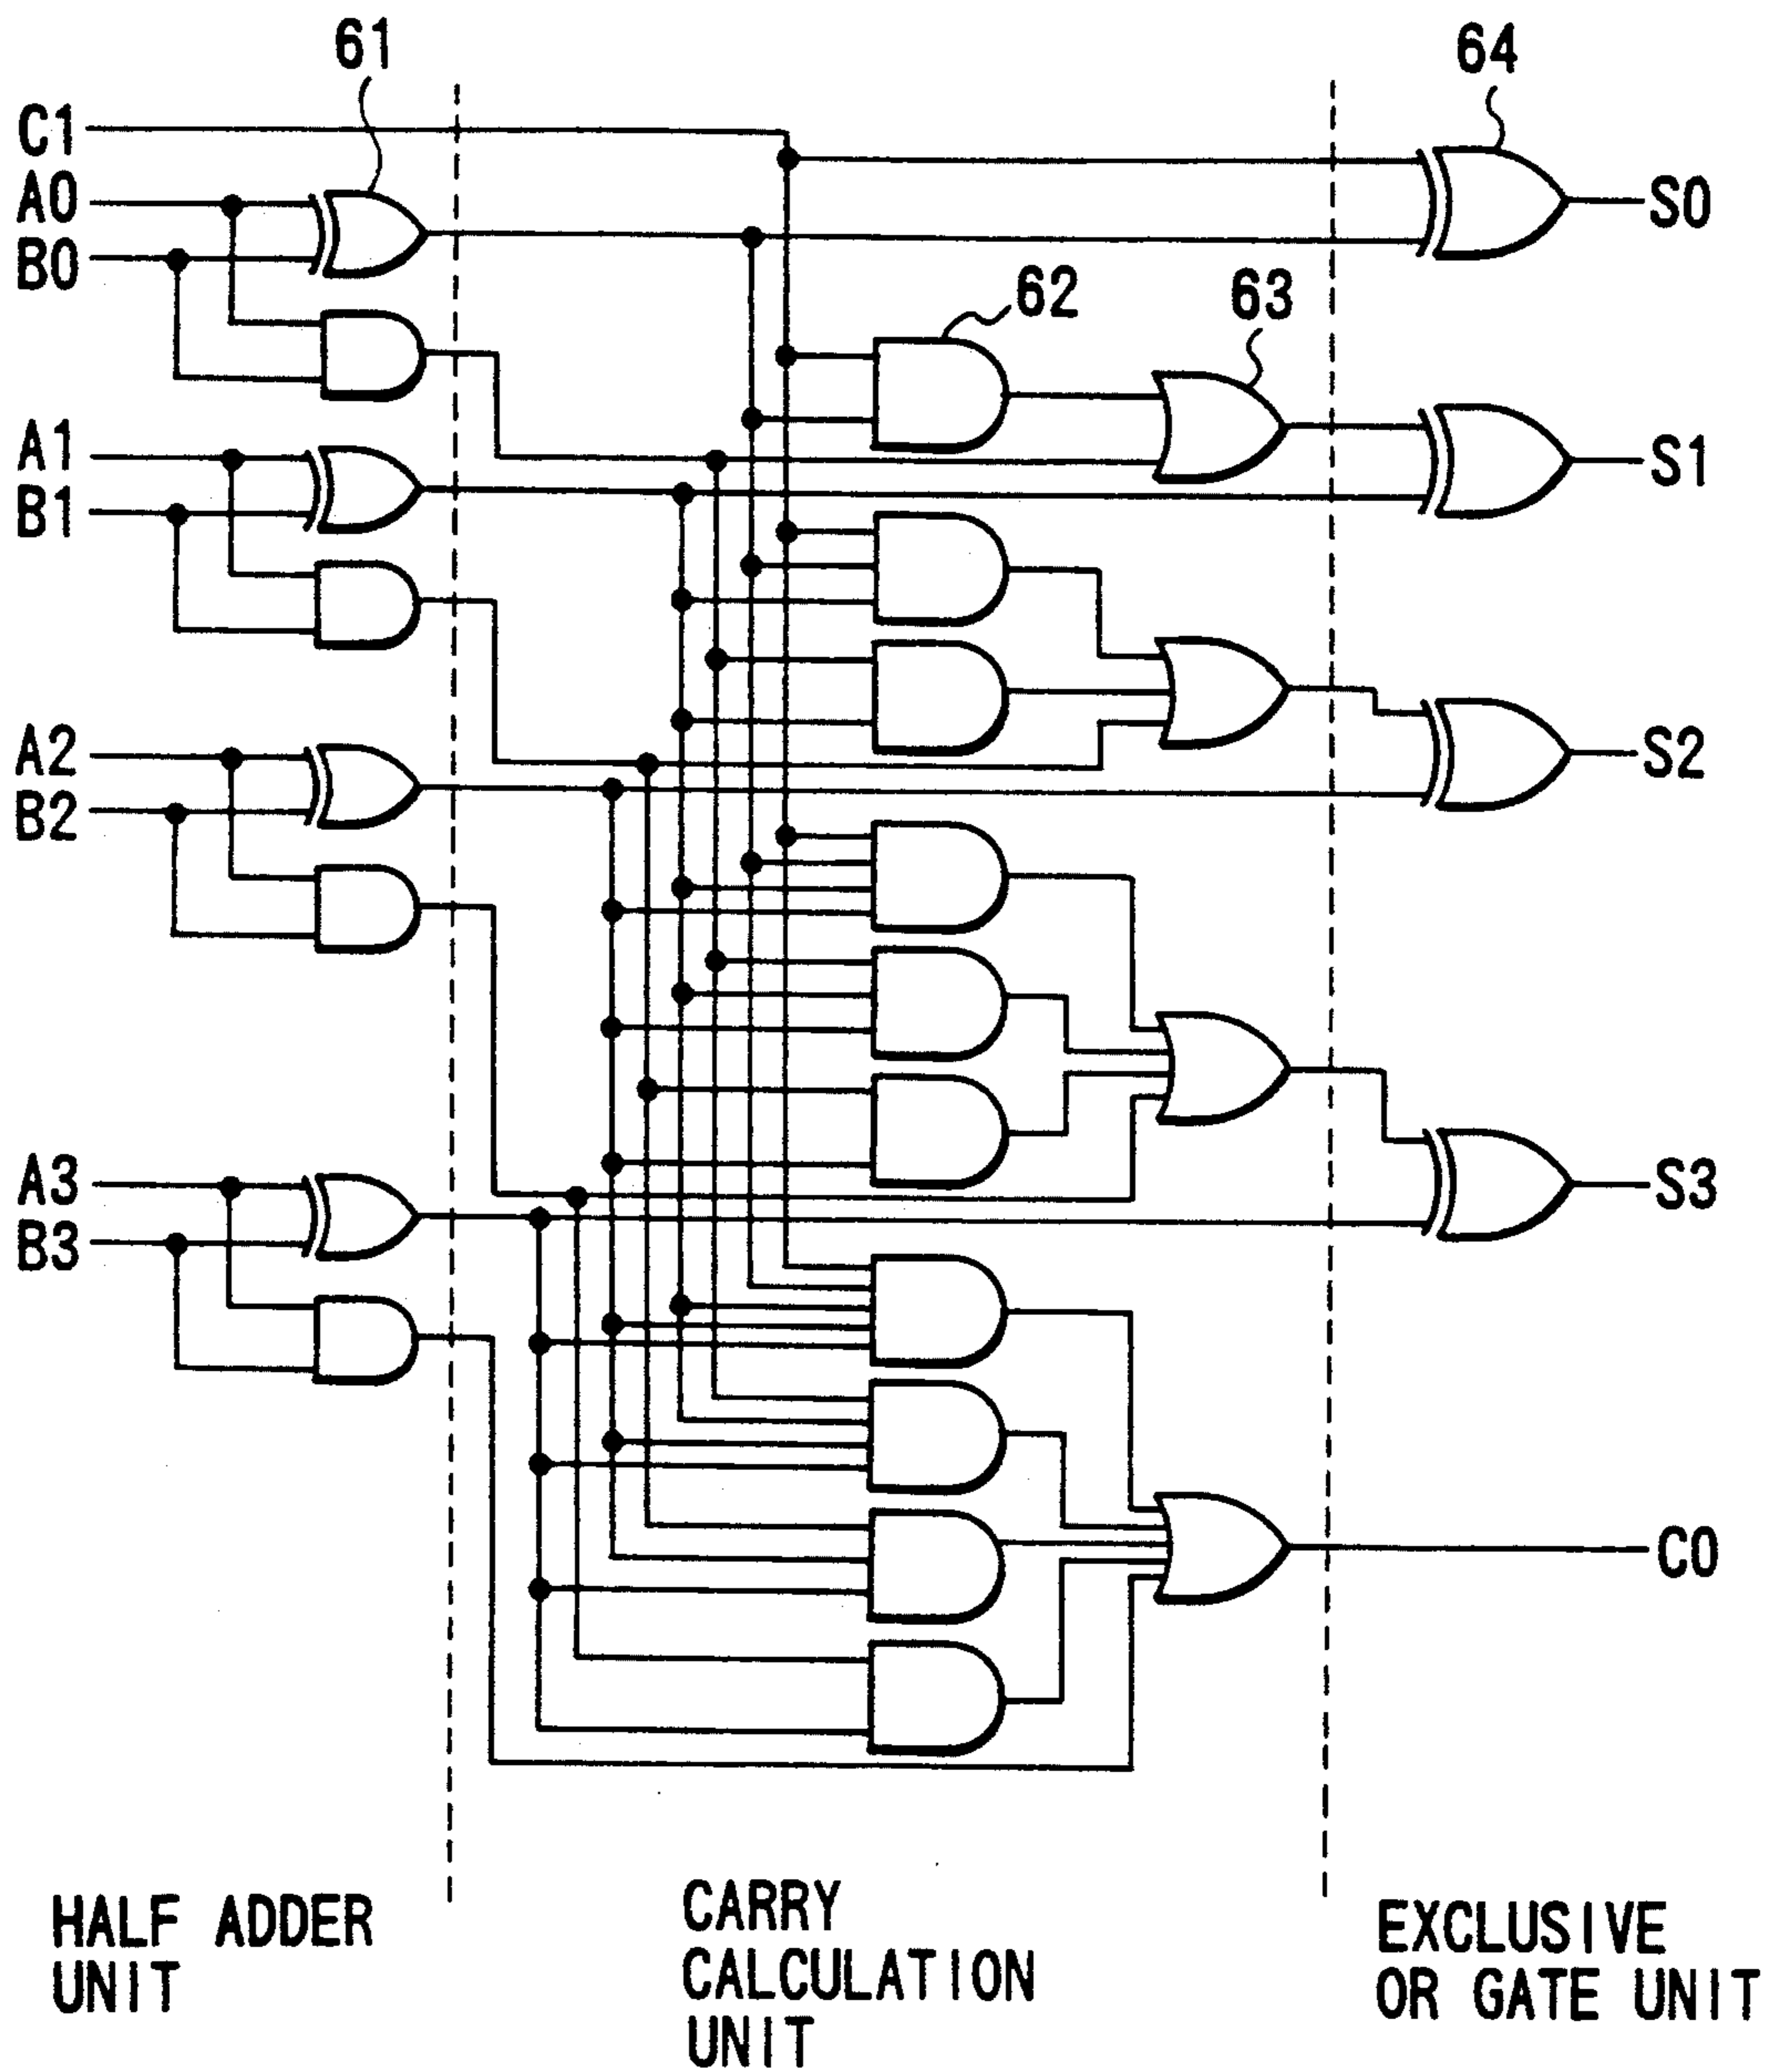 61
64
C1
A0
B0
S0
62
63
A1
B1
S1
A2
B2
S2
A3
B3
S3
C0
HALF ADDER
UNIT
CARRY
CALCULATION
UNIT
EXCLUSIVE
OR GATE UNIT